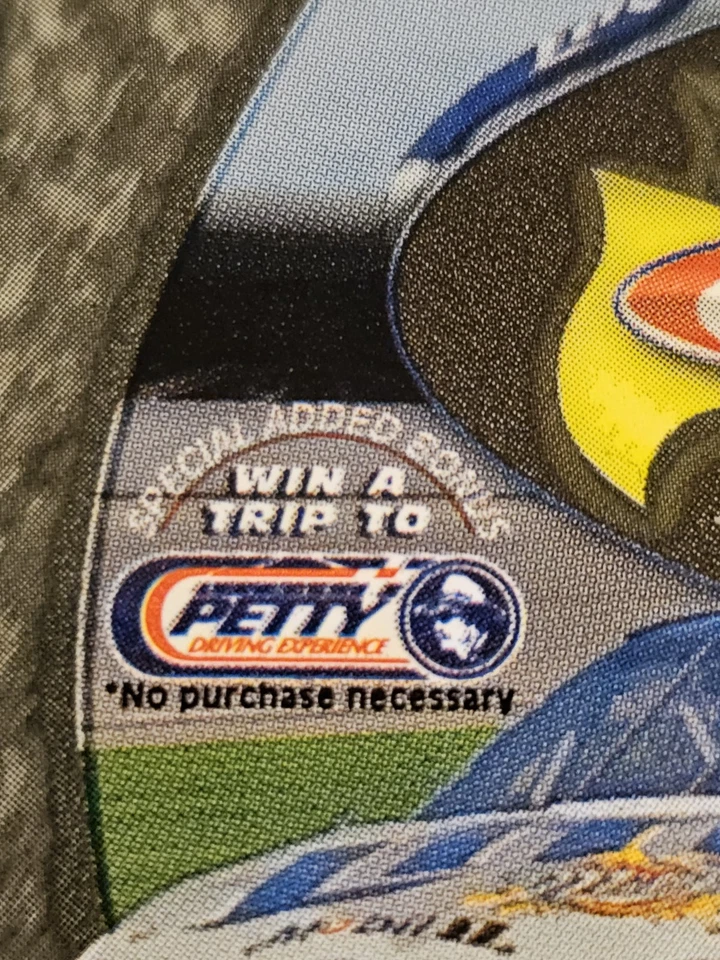 SPECIAL ADDED BONUS
WIN A
TRIP TO
PETTY
DRIVING EXPERIENCE
*No purchase necessary